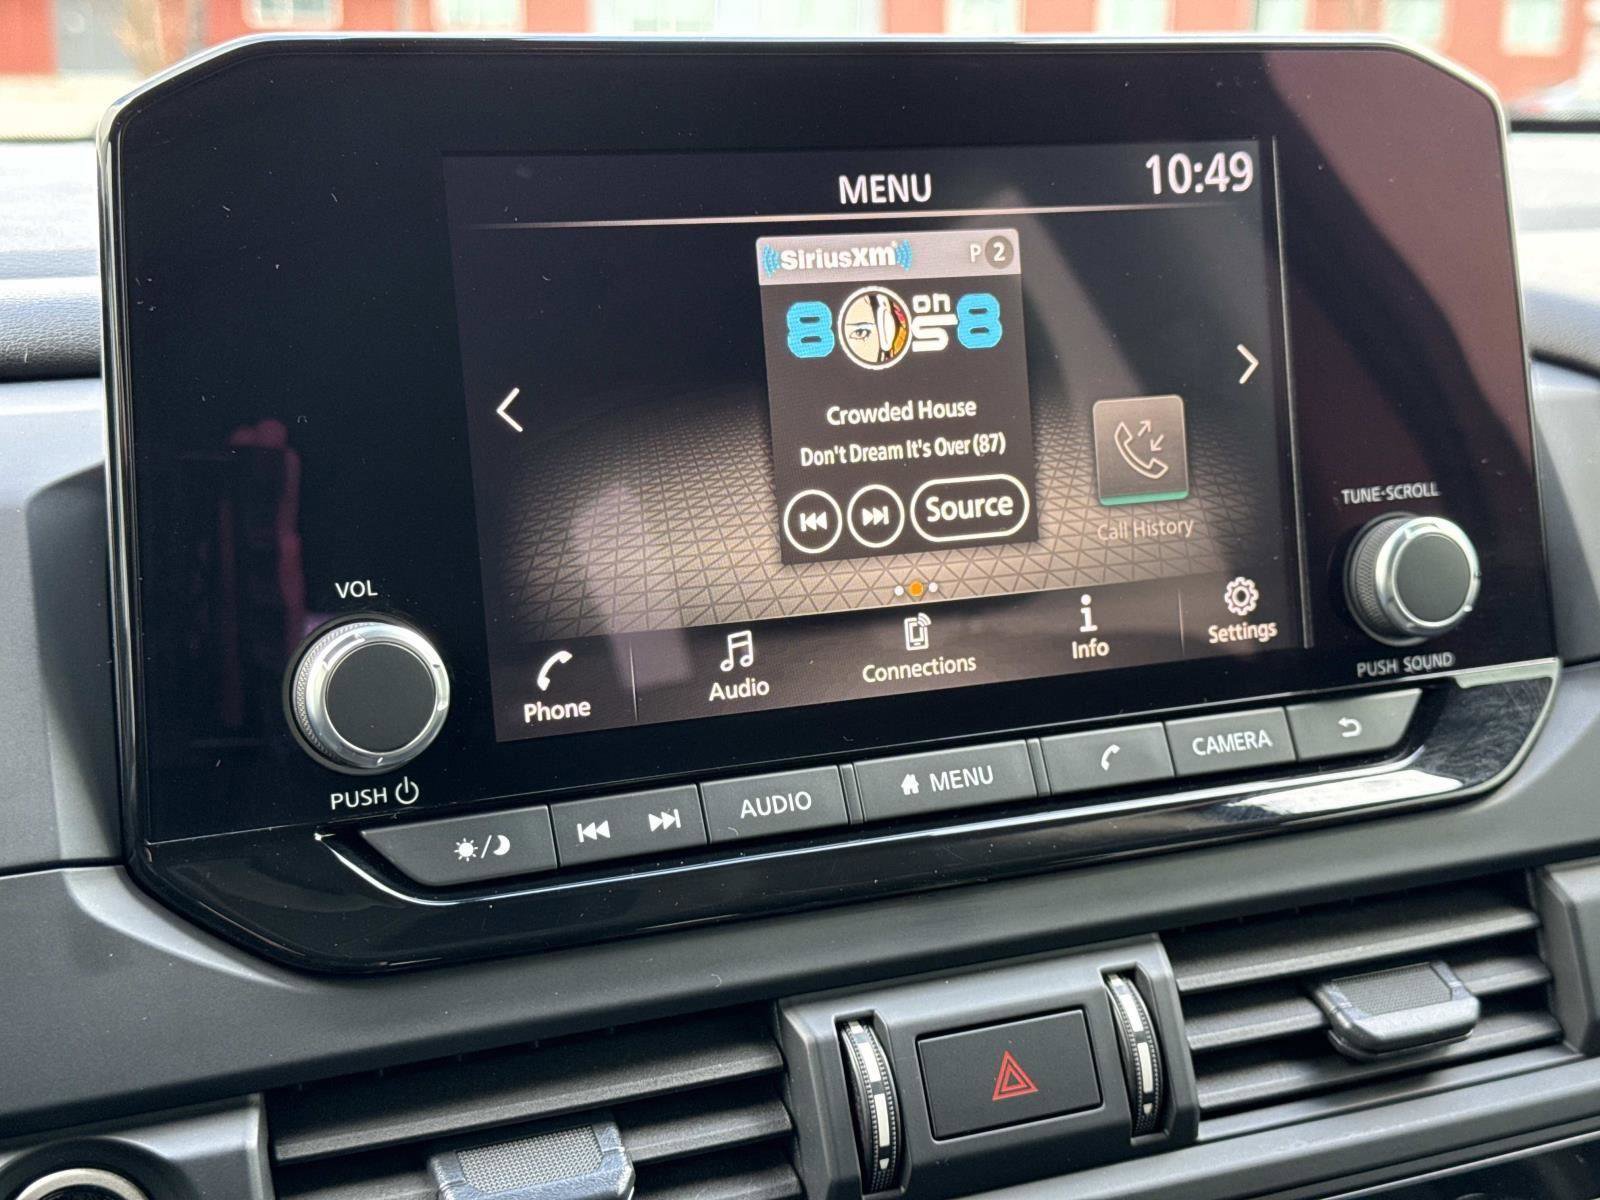 MENU
10:49
SiriusXM P 2
80s on 8
Crowded House
Don't Dream It's Over (87)
Source
Call History
Phone
Audio
Connections
Info
Settings
VOL
PUSH
TUNE·SCROLL
PUSH SOUND
AUDIO
MENU
CAMERA